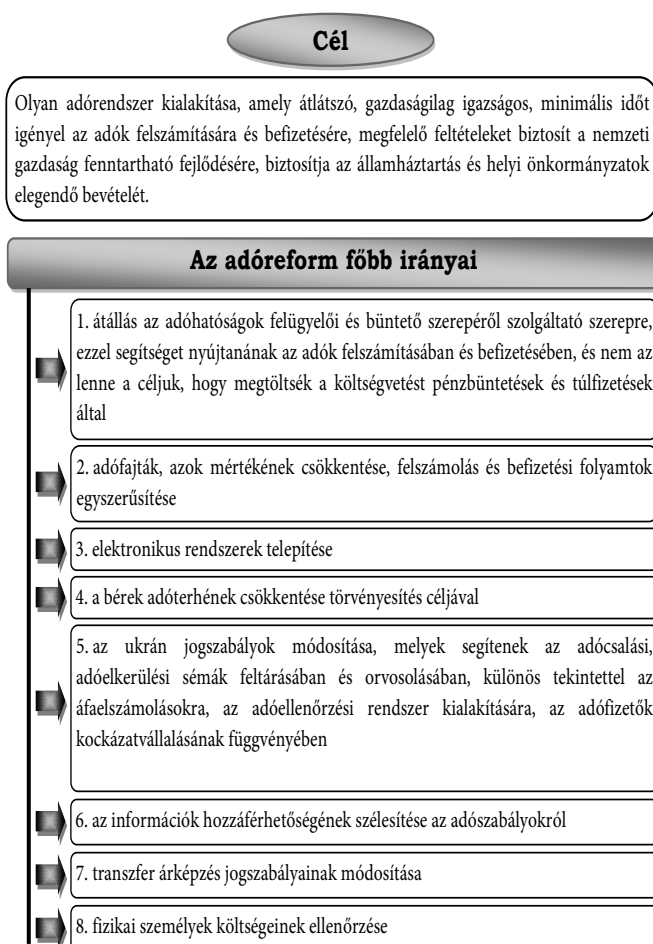 Cél
Olyan adórendszer kialakítása, amely átlátszó, gazdaságilag igazságos, minimális időt
igényel az adók felszámítására és befizetésére, megfelelő feltételeket biztosít a nemzeti
gazdaság fenntartható fejlődésére, biztosítja az államháztartás és helyi önkormányzatok
elegendő bevételét.
Az adóreform főbb irányai
1. átállás az adóhatóságok felügyelői és büntető szerepéről szolgáltató szerepre,
ezzel segítséget nyújtanának az adók felszámításában és befizetésében, és nem az
lenne a céljuk, hogy megtöltsék a költségvetést pénzbüntetések és túlfizetések
által
2. adófajták, azok mértékének csökkentése, felszámolás és befizetési folyamtok
egyszerűsítése
3. elektronikus rendszerek telepítése
4. a bérek adóterhének csökkentése törvényesítés céljával
5. az ukrán jogszabályok módosítása, melyek segítenek az adócsalási,
adóelkerülési sémák feltárásában és orvosolásában, különös tekintettel az
áfaelszámolásokra, az adóellenőrzési rendszer kialakítására, az adófizetők
kockázatvállalásának függvényében
6. az információk hozzáférhetőségének szélesítése az adószabályokról
7. transzfer árképzés jogszabályainak módosítása
8. fizikai személyek költségeinek ellenőrzése